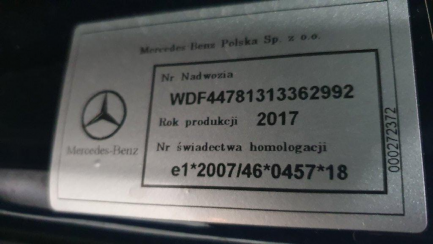 Mercedes Benz Polska Sp. z o.o.
Nr Nadwozia
WDF44781313362992
Rok produkcji 2017
Nr świadectwa homologacji
e1*2007/46*0457*18
Mercedes-Benz
000272372